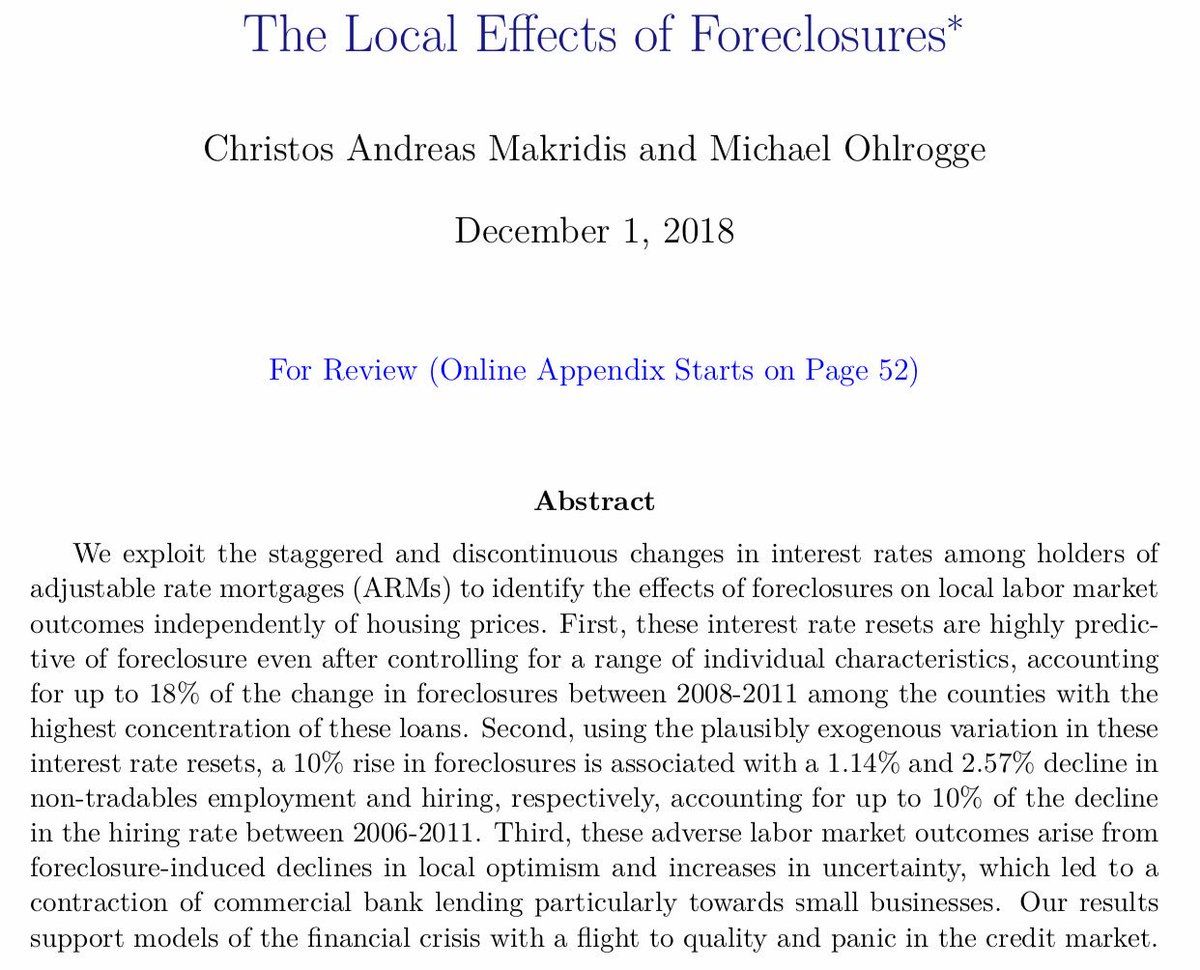 The Local Effects of Foreclosures*
Christos Andreas Makridis and Michael Ohlrogge
December 1, 2018
For Review (Online Appendix Starts on Page 52)
Abstract
We exploit the staggered and discontinuous changes in interest rates among holders of
adjustable rate mortgages (ARMs) to identify the effects of foreclosures on local labor market
outcomes independently of housing prices. First, these interest rate resets are highly predic-
tive of foreclosure even after controlling for a range of individual characteristics, accounting
for up to 18% of the change in foreclosures between 2008-2011 among the counties with the
highest concentration of these loans. Second, using the plausibly exogenous variation in these
interest rate resets, a 10% rise in foreclosures is associated with a 1.14% and 2.57% decline in
non-tradables employment and hiring, respectively, accounting for up to 10% of the decline
in the hiring rate between 2006-2011. Third, these adverse labor market outcomes arise from
foreclosure-induced declines in local optimism and increases in uncertainty, which led to a
contraction of commercial bank lending particularly towards small businesses. Our results
support models of the financial crisis with a flight to quality and panic in the credit market.